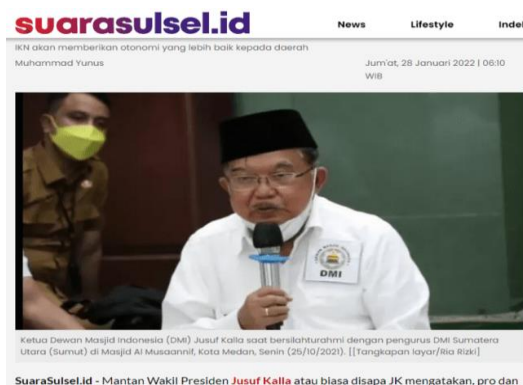 suarasulsel.id
News Lifestyle Indek
IKN akan memberikan otonomi yang lebih baik kepada daerah
Muhammad Yunus
Jum'at, 28 Januari 2022 | 06:10
WIB
DMI
Ketua Dewan Masjid Indonesia (DMI) Jusuf Kalla saat bersilahturahmi dengan pengurus DMI Sumatera
Utara (Sumut) di Masjid Al Musaannif, Kota Medan, Senin (25/10/2021). [[Tangkapan layar/Ria Rizki]
SuaraSulsel.id - Mantan Wakil Presiden Jusuf Kalla atau biasa disapa JK mengatakan, pro dan